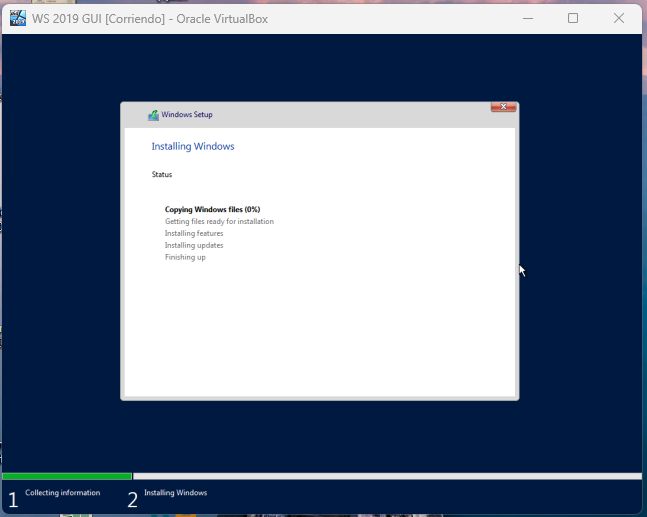 WS 2019 GUI [Corriendo] - Oracle VirtualBox
Windows Setup
Installing Windows
Status
Copying Windows files (0%)
Getting files ready for installation
Installing features
Installing updates
Finishing up
1 Collecting information
2 Installing Windows